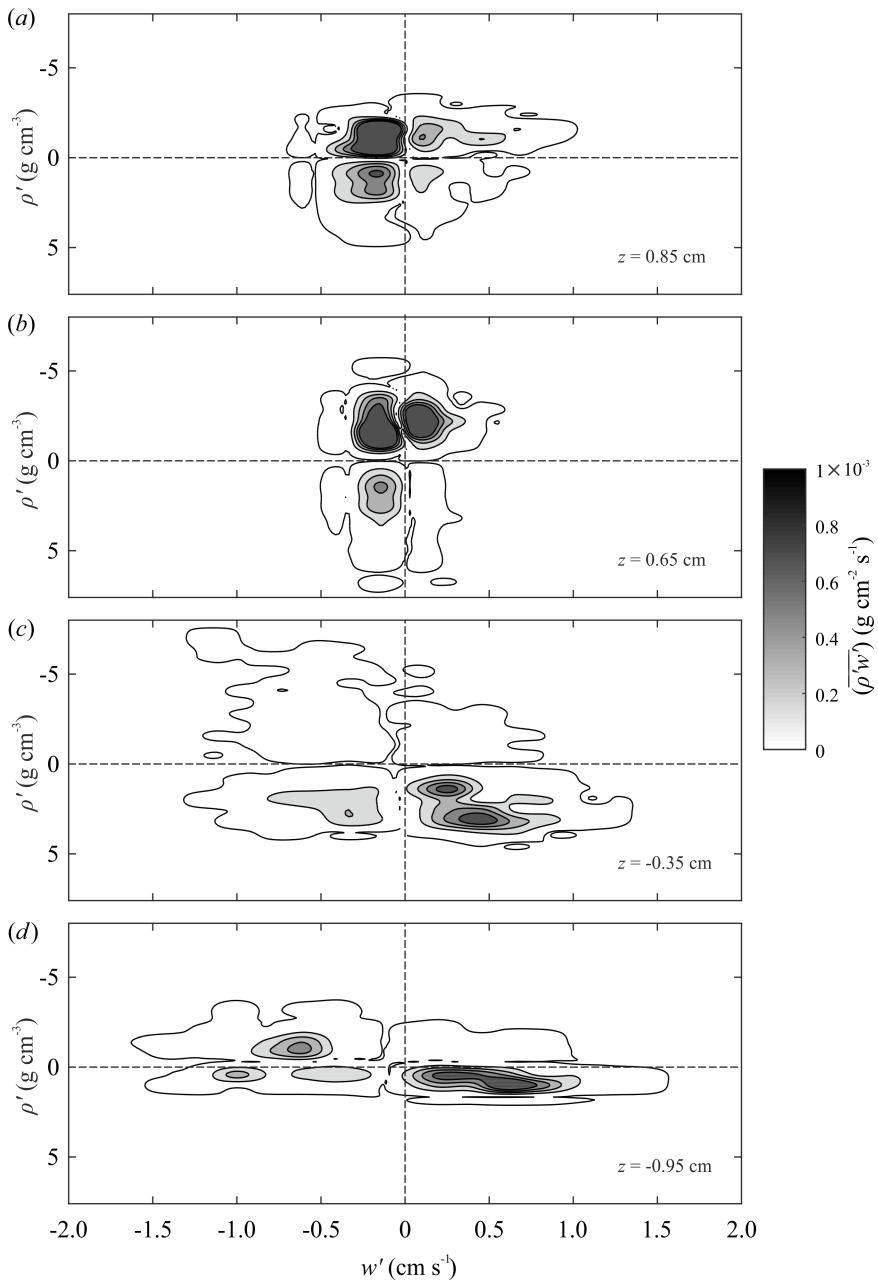 (a)
-5
0
5
ρ′ (g cm⁻³)
z = 0.85 cm
(b)
-5
0
5
ρ′ (g cm⁻³)
z = 0.65 cm
(c)
-5
0
5
ρ′ (g cm⁻³)
z = -0.35 cm
(d)
-5
0
5
ρ′ (g cm⁻³)
z = -0.95 cm
-2.0 -1.5 -1.0 -0.5 0 0.5 1.0 1.5 2.0
w′ (cm s⁻¹)
1×10⁻³
0.8
0.6
0.4
0.2
0
(ρ′w′) (g cm⁻² s⁻¹)